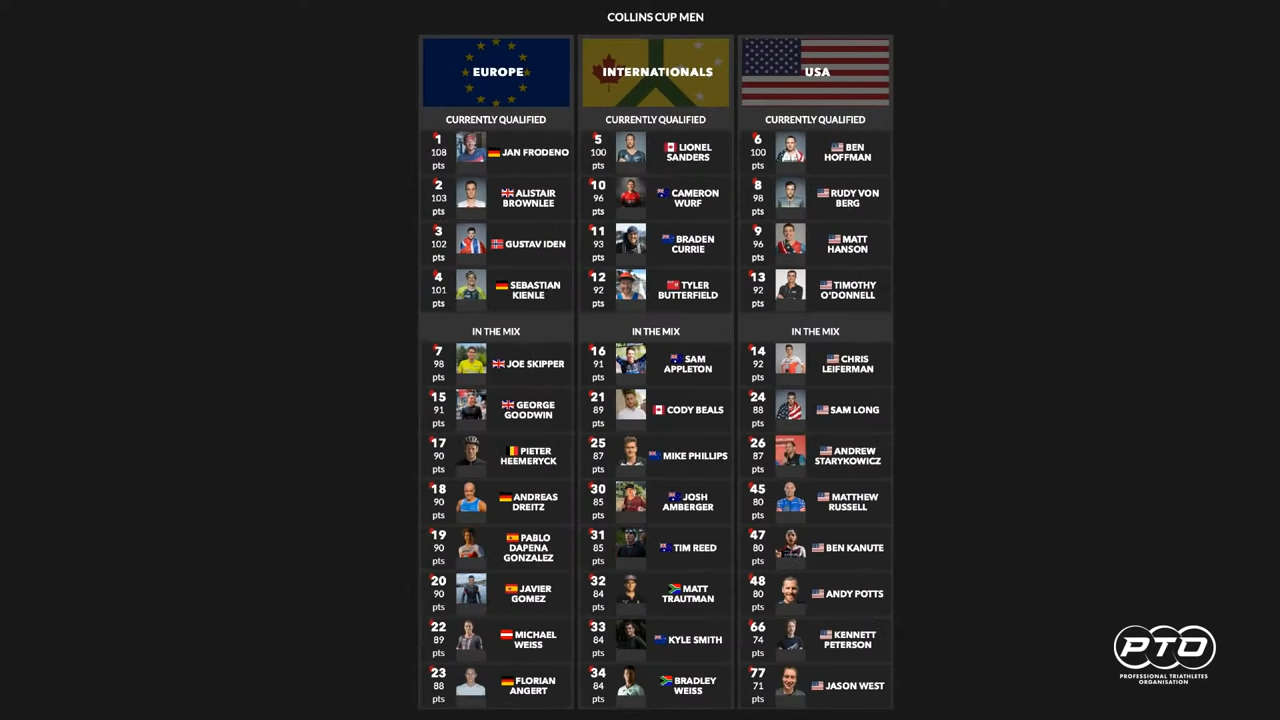 COLLINS CUP MEN
EUROPE
CURRENTLY QUALIFIED
1
108
pts
JAN FRODENO
2
103
pts
ALISTAIR
BROWNLEE
3
102
pts
GUSTAV IDEN
4
101
pts
SEBASTIAN
KIENLE
IN THE MIX
7
98
pts
JOE SKIPPER
15
91
pts
GEORGE
GOODWIN
17
90
pts
PIETER
HEEMERYCK
18
90
pts
ANDREAS
DREITZ
19
90
pts
PABLO
DAPENA
GONZALEZ
20
90
pts
JAVIER
GOMEZ
22
89
pts
MICHAEL
WEISS
23
88
pts
FLORIAN
ANGERT
INTERNATIONALS
CURRENTLY QUALIFIED
5
100
pts
LIONEL
SANDERS
10
96
pts
CAMERON
WURF
11
93
pts
BRADEN
CURRIE
12
92
pts
TYLER
BUTTERFIELD
IN THE MIX
16
91
pts
SAM
APPLETON
21
89
pts
CODY BEALS
25
87
pts
MIKE PHILLIPS
30
85
pts
JOSH
AMBERGER
31
85
pts
TIM REED
32
84
pts
MATT
TRAUTMAN
33
84
pts
KYLE SMITH
34
84
pts
BRADLEY
WEISS
USA
CURRENTLY QUALIFIED
6
100
pts
BEN
HOFFMAN
8
98
pts
RUDY VON
BERG
9
96
pts
MATT
HANSON
13
92
pts
TIMOTHY
O'DONNELL
IN THE MIX
14
92
pts
CHRIS
LEIFERMAN
24
88
pts
SAM LONG
26
87
pts
ANDREW
STARYKOWICZ
45
80
pts
MATTHEW
RUSSELL
47
80
pts
BEN KANUTE
48
80
pts
ANDY POTTS
66
74
pts
KENNETT
PETERSON
77
71
pts
JASON WEST
PTO
PROFESSIONAL TRIATHLETES
ORGANISATION